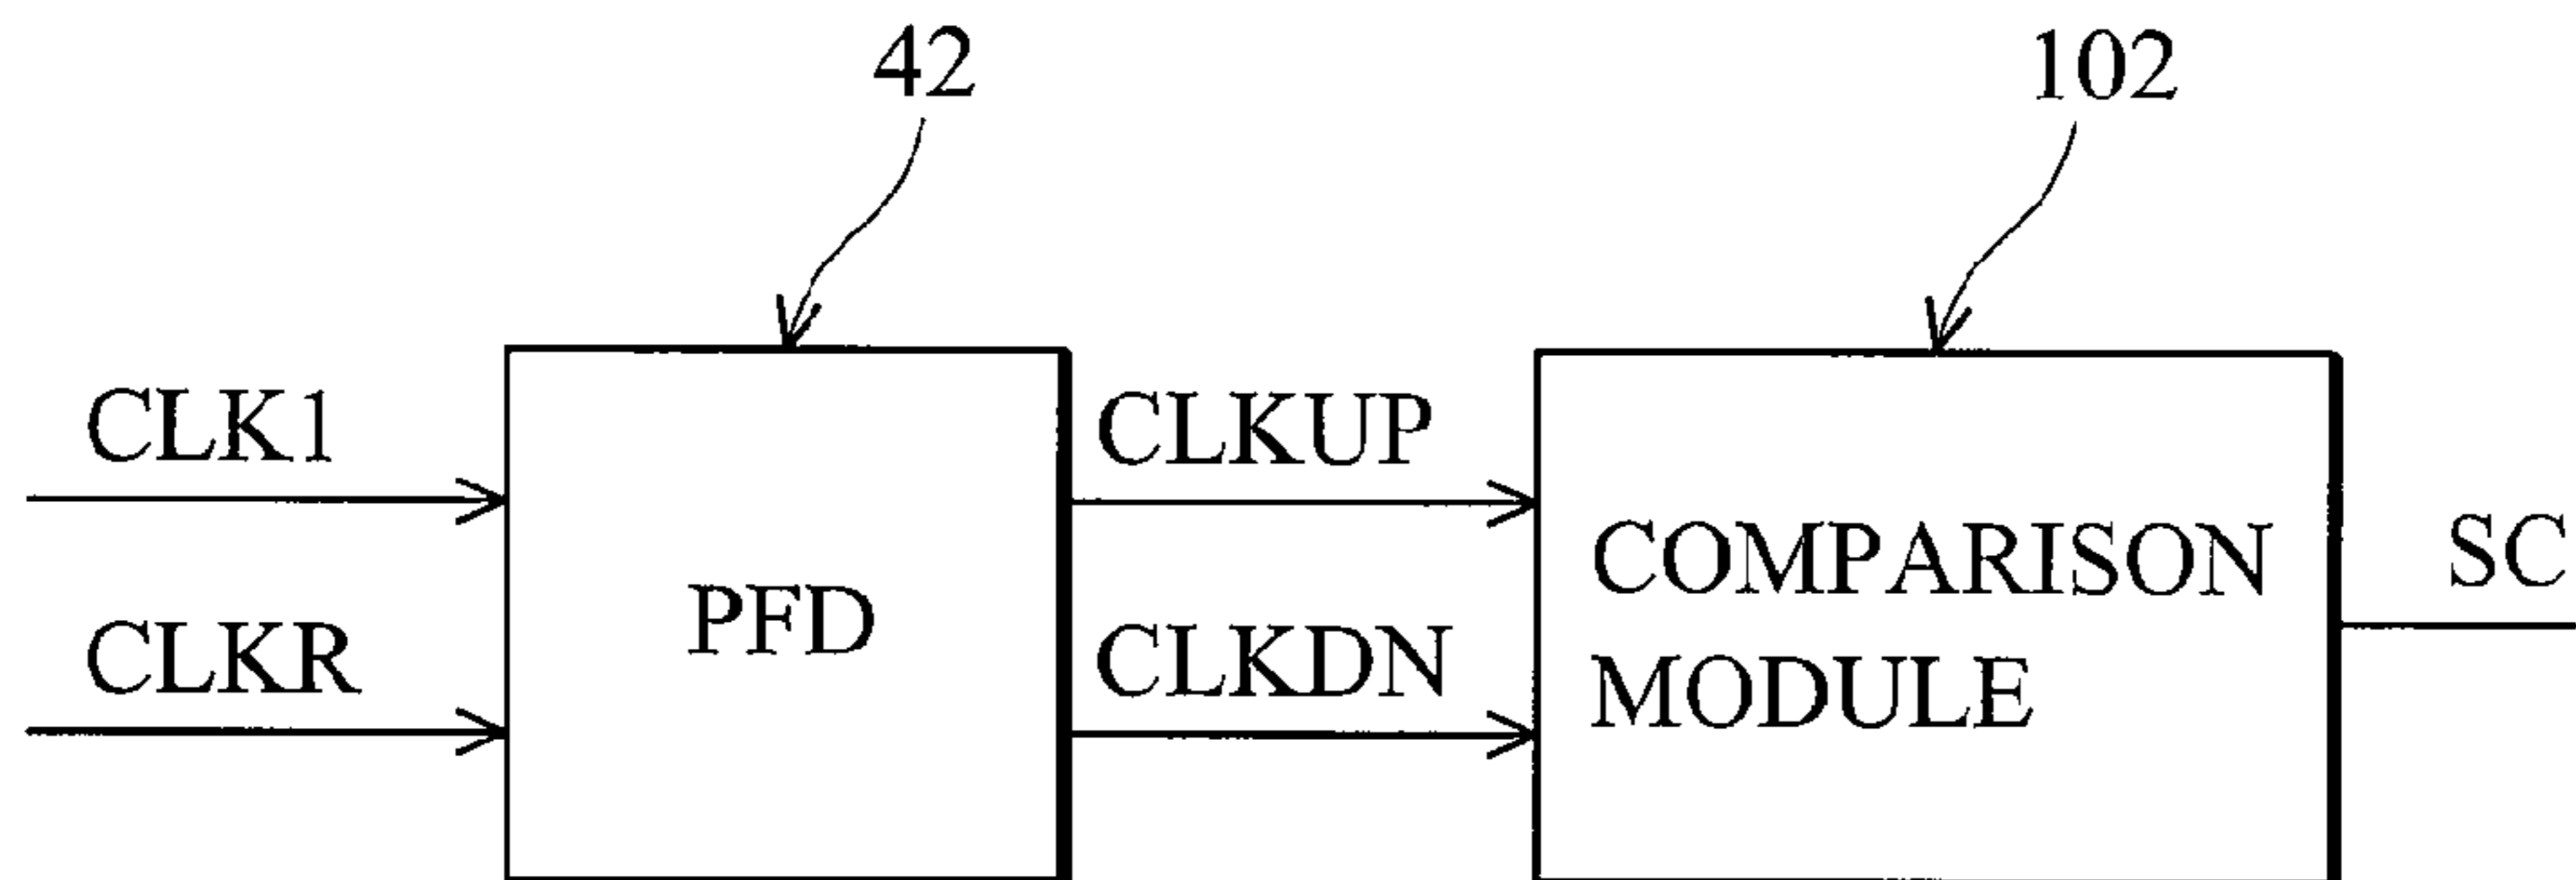 42
102
CLK1
CLKUP
CLKR
PFD
CLKDN
COMPARISON
MODULE
SC